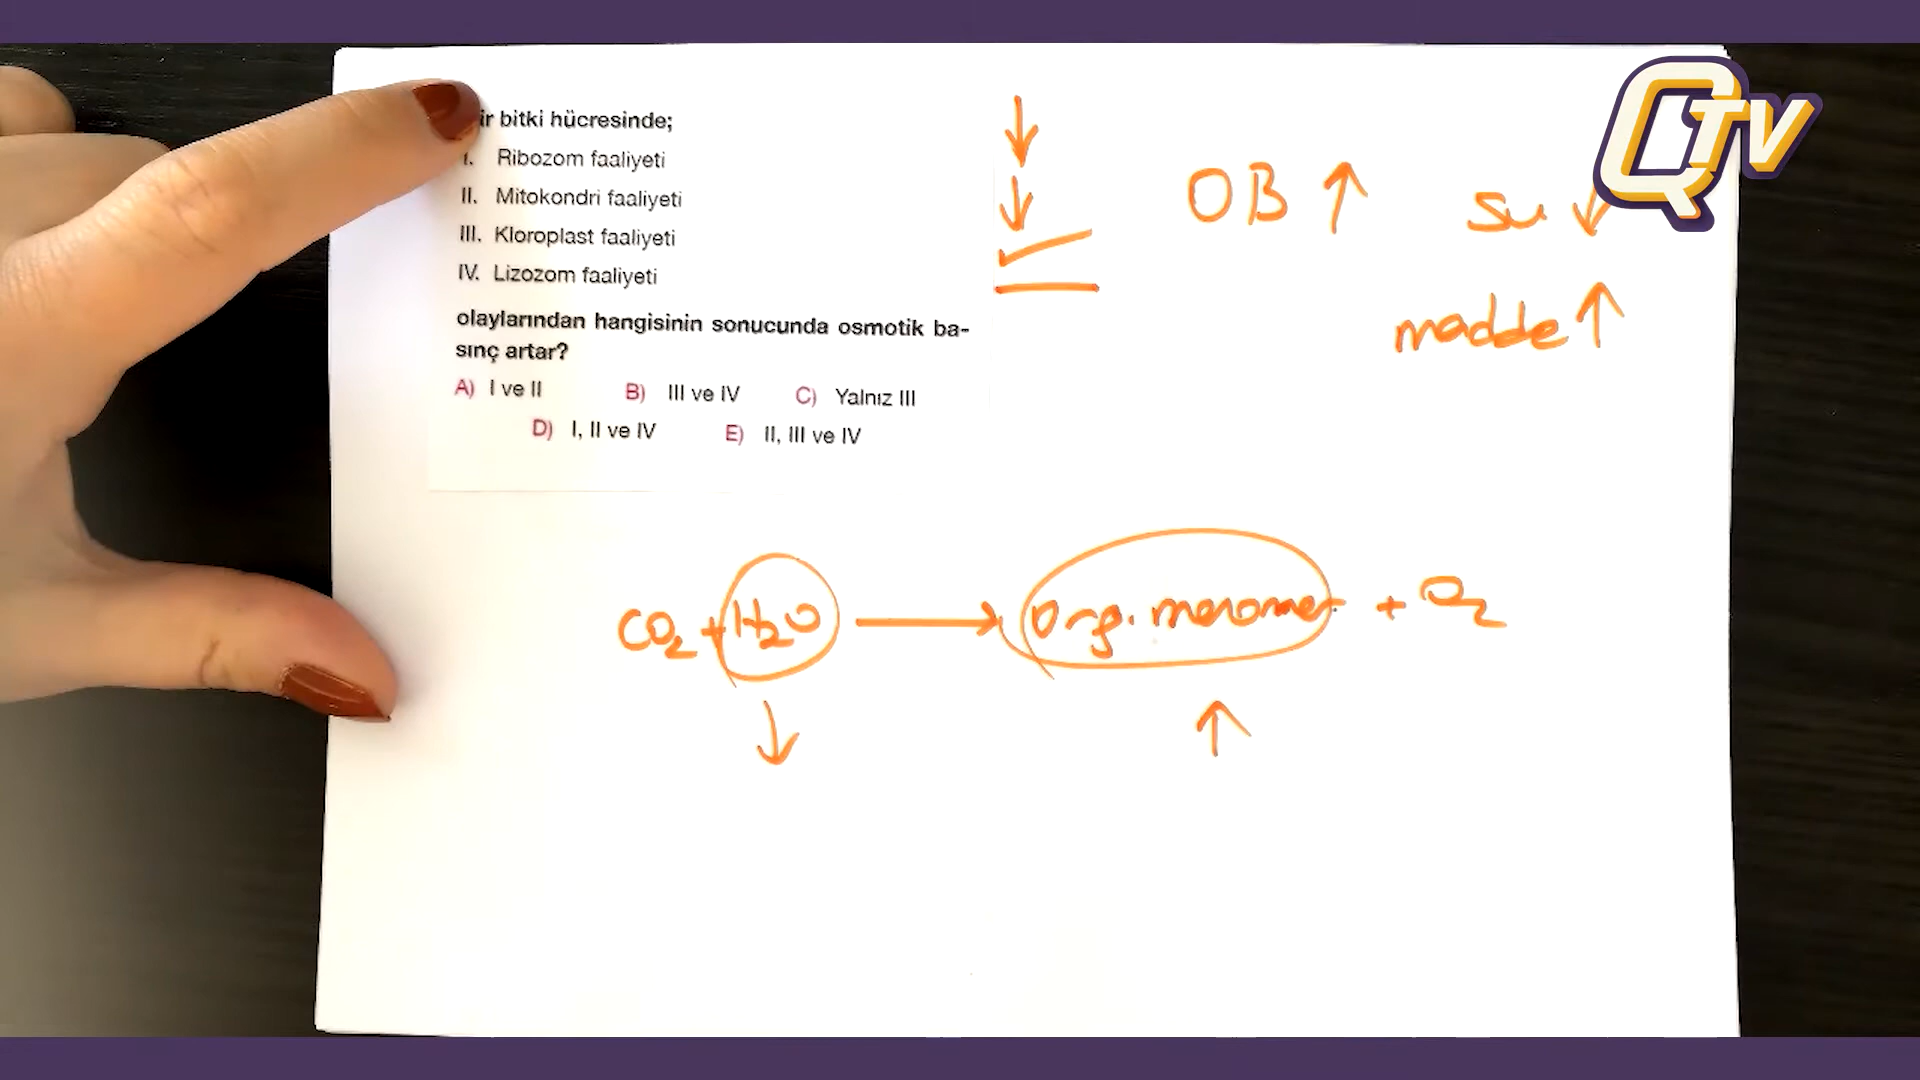 ir bitki hücresinde;
I. Ribozom faaliyeti
II. Mitokondri faaliyeti
III. Kloroplast faaliyeti
IV. Lizozom faaliyeti
olaylarından hangisinin sonucunda osmotik ba-
sınç artar?
A) I ve II B) III ve IV C) Yalnız III
D) I, II ve IV E) II, III ve IV
OB ↑ su ↓
madde ↑
CO₂ + H₂O → Org. monomer + O₂
QTV